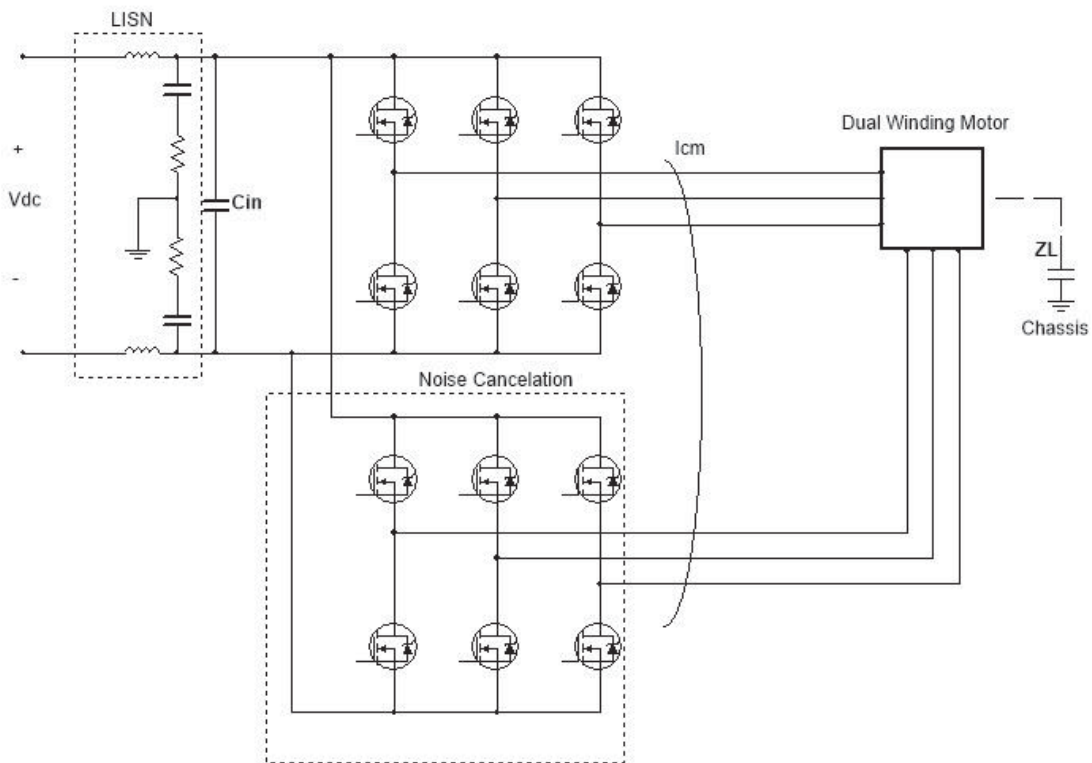 LISN
Dual Winding Motor
Icm
+
Vdc
-
Cin
ZL
Chassis
Noise Cancelation